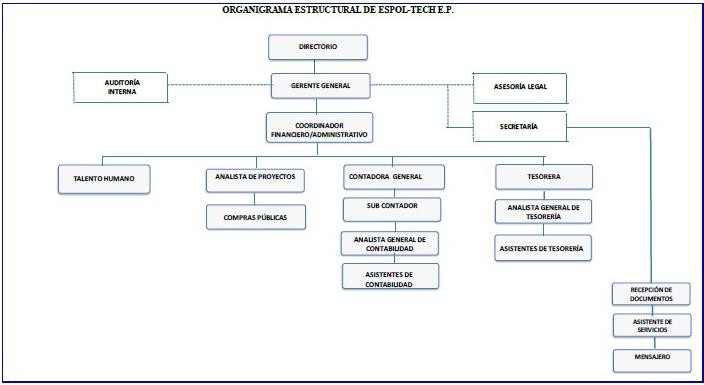 ORGANIGRAMA ESTRUCTURAL DE ESPOL-TECH E.P.
DIRECTORIO
AUDITORÍA
INTERNA
GERENTE GENERAL
ASESORÍA LEGAL
COORDINADOR
FINANCIERO/ADMINISTRATIVO
SECRETARÍA
TALENTO HUMANO
ANALISTA DE PROYECTOS
CONTADORA GENERAL
TESORERA
COMPRAS PÚBLICAS
SUB CONTADOR
ANALISTA GENERAL DE
TESORERÍA
ANALISTA GENERAL DE
CONTABILIDAD
ASISTENTES DE TESORERÍA
ASISTENTES DE
CONTABILIDAD
RECEPCIÓN DE
DOCUMENTOS
ASISTENTE DE
SERVICIOS
MENSAJERO